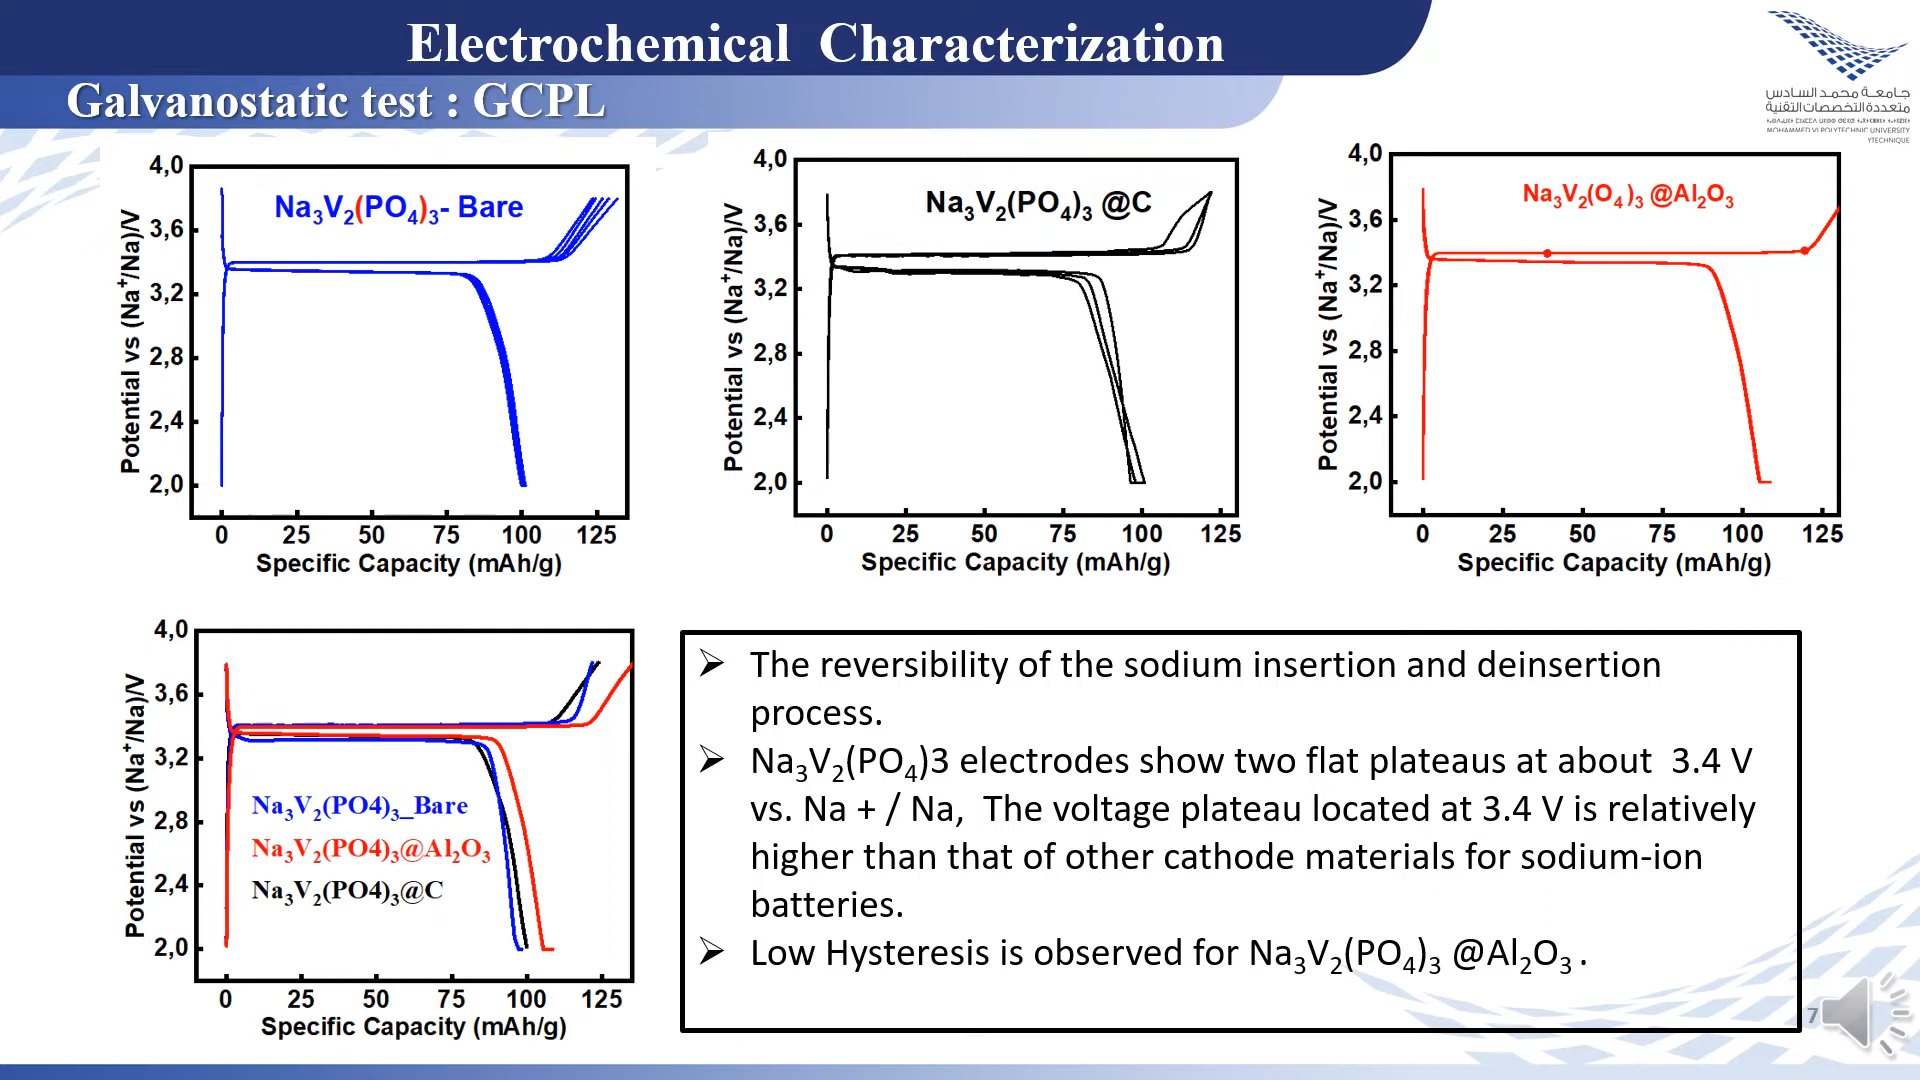 Electrochemical Characterization
Galvanostatic test : GCPL
جامعة محمد السادس
متعددة التخصصات التقنية
MOHAMMED VI POLYTECHNIC UNIVERSITY
YTECHNIQUE
4,0
3,6
3,2
2,8
2,4
2,0
Potential vs (Na⁺/Na)/V
Na₃V₂(PO₄)₃- Bare
0 25 50 75 100 125
Specific Capacity (mAh/g)
4,0
3,6
3,2
2,8
2,4
2,0
Potential vs (Na⁺/Na)/V
Na₃V₂(PO₄)₃ @C
0 25 50 75 100 125
Specific Capacity (mAh/g)
4,0
3,6
3,2
2,8
2,4
2,0
Potential vs (Na⁺/Na)/V
Na₃V₂(O₄)₃ @Al₂O₃
0 25 50 75 100 125
Specific Capacity (mAh/g)
4,0
3,6
3,2
2,8
2,4
2,0
Potential vs (Na⁺/Na)/V
Na₃V₂(PO4)₃_Bare
Na₃V₂(PO4)₃@Al₂O₃
Na₃V₂(PO4)₃@C
0 25 50 75 100 125
Specific Capacity (mAh/g)
➢ The reversibility of the sodium insertion and deinsertion
process.
➢ Na₃V₂(PO₄)3 electrodes show two flat plateaus at about 3.4 V
vs. Na + / Na, The voltage plateau located at 3.4 V is relatively
higher than that of other cathode materials for sodium-ion
batteries.
➢ Low Hysteresis is observed for Na₃V₂(PO₄)₃ @Al₂O₃ .
7